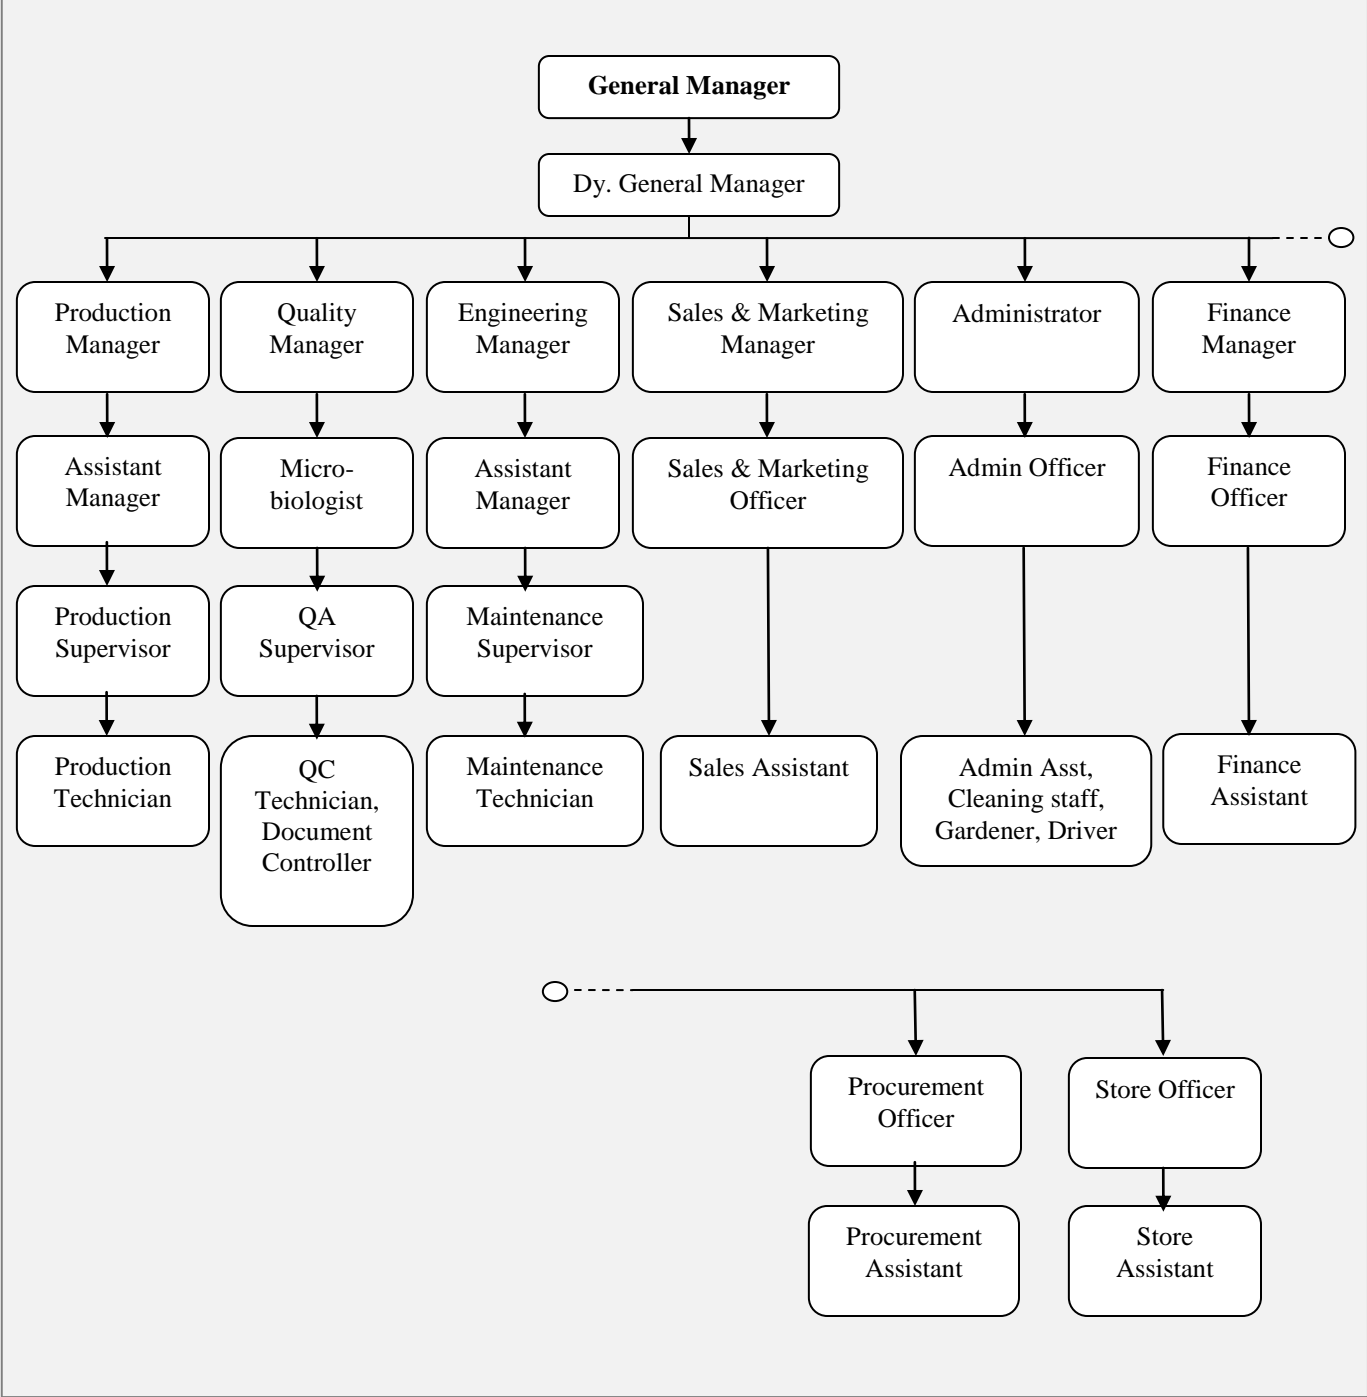 General Manager
Dy. General Manager
Production
Manager
Quality
Manager
Engineering
Manager
Sales & Marketing
Manager
Administrator
Finance
Manager
Assistant
Manager
Micro-
biologist
Assistant
Manager
Sales & Marketing
Officer
Admin Officer
Finance
Officer
Production
Supervisor
QA
Supervisor
Maintenance
Supervisor
Production
Technician
QC
Technician,
Document
Controller
Maintenance
Technician
Sales Assistant
Admin Asst,
Cleaning staff,
Gardener, Driver
Finance
Assistant
Procurement
Officer
Store Officer
Procurement
Assistant
Store
Assistant